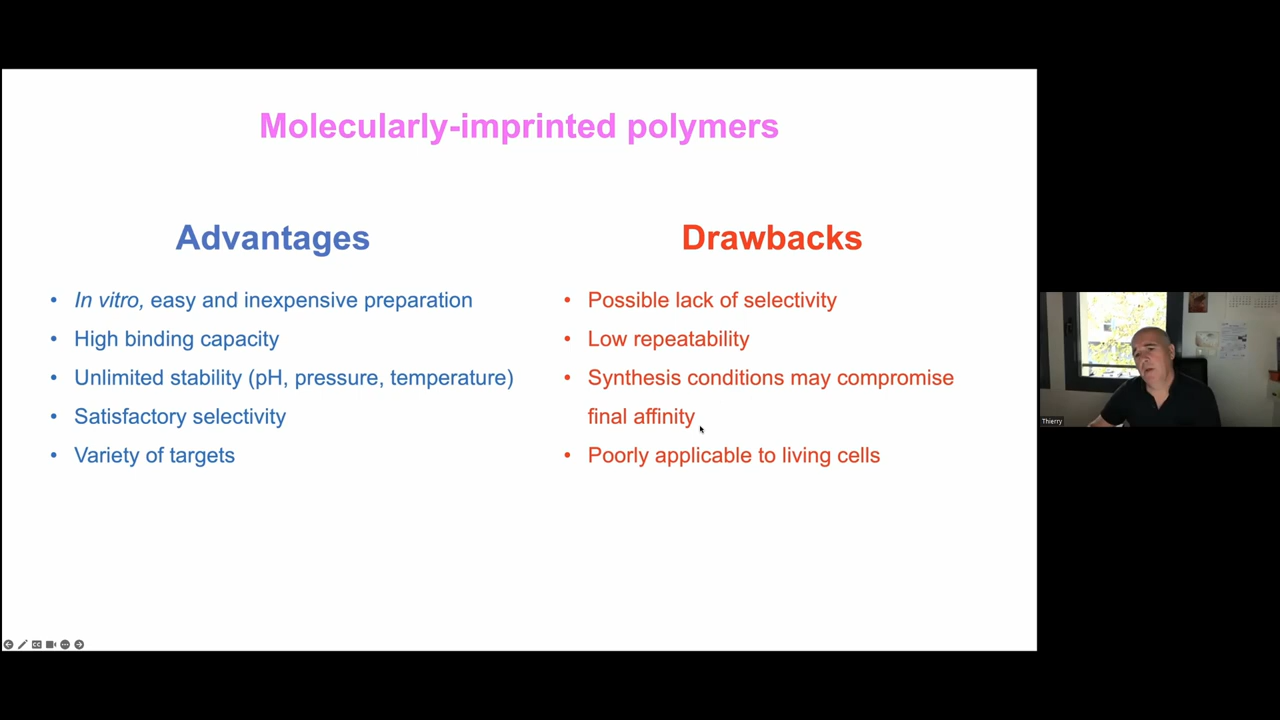 Molecularly-imprinted polymers
Advantages
• In vitro, easy and inexpensive preparation
• High binding capacity
• Unlimited stability (pH, pressure, temperature)
• Satisfactory selectivity
• Variety of targets
Drawbacks
• Possible lack of selectivity
• Low repeatability
• Synthesis conditions may compromise
final affinity
• Poorly applicable to living cells
Thierry